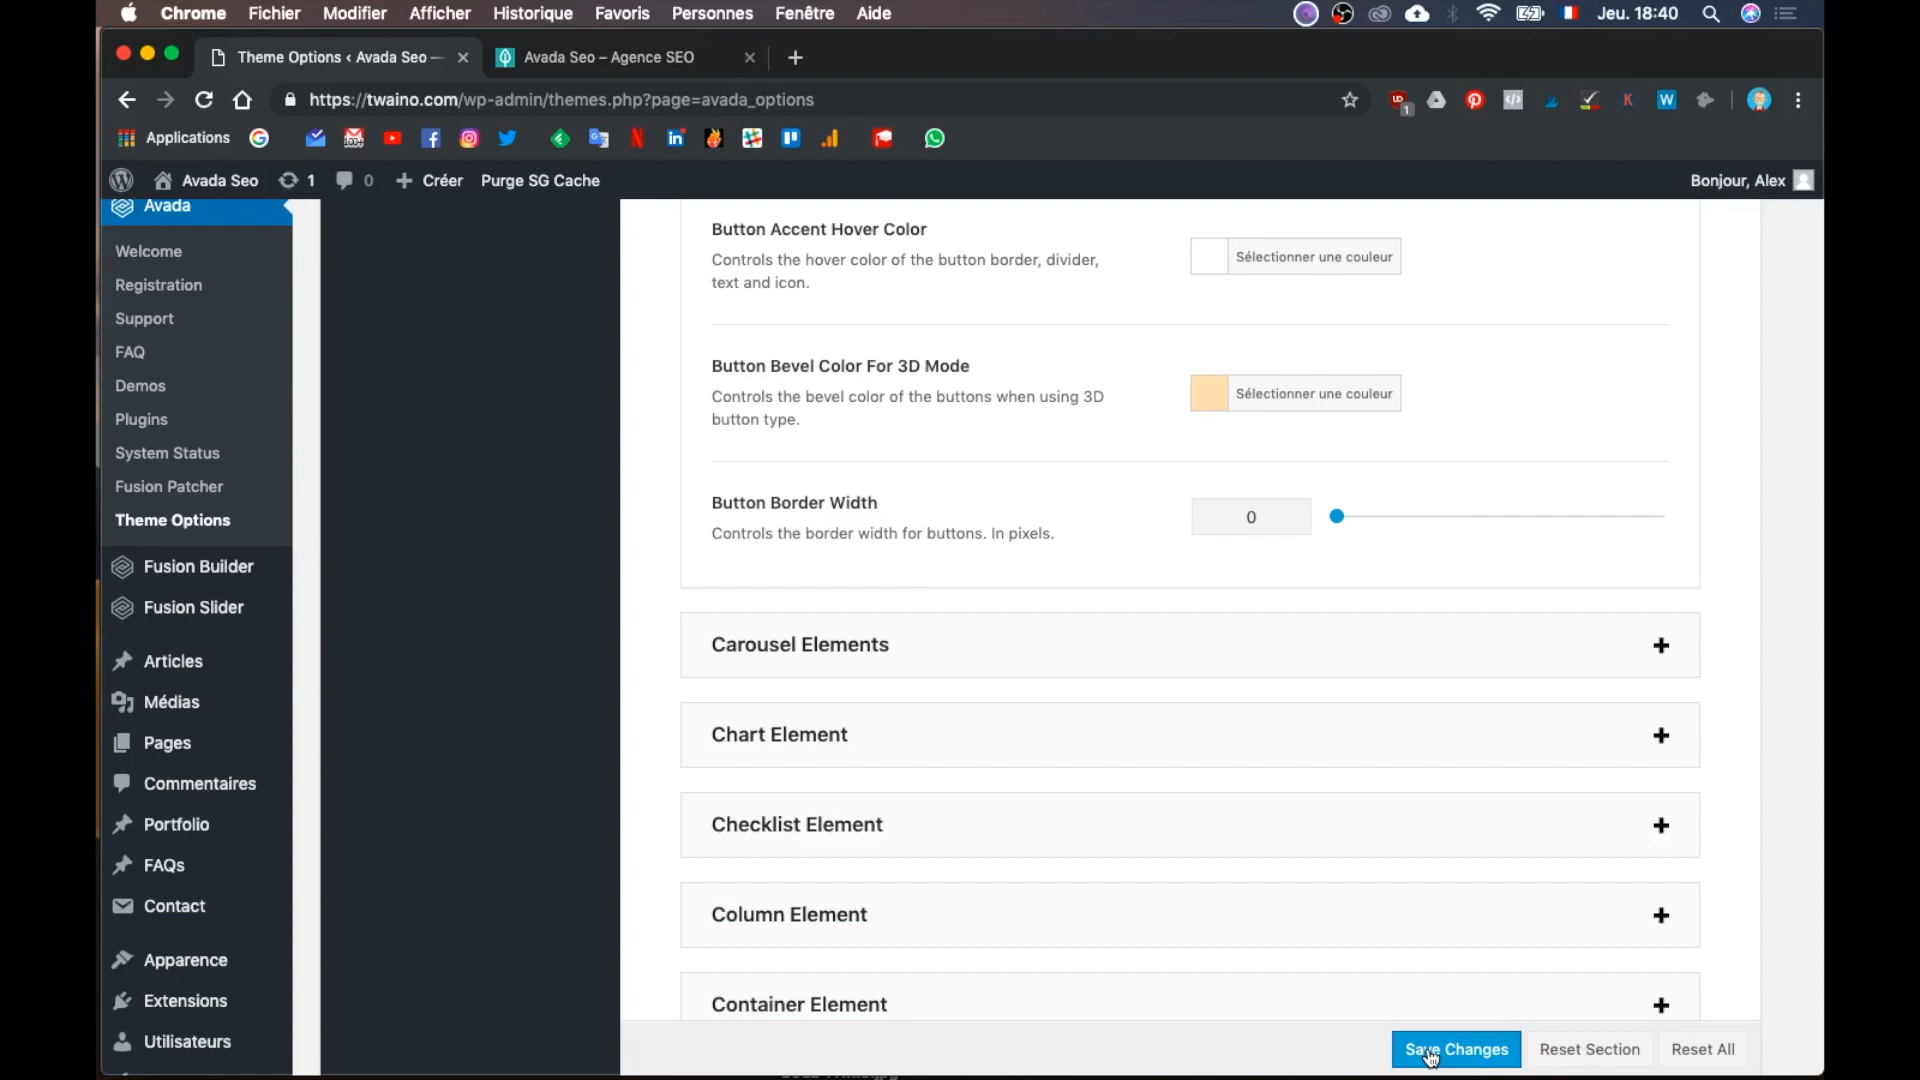 Chrome Fichier Modifier Afficher Historique Favoris Personnes Fenêtre Aide Jeu. 18:40
Theme Options ‹ Avada Seo — Avada Seo – Agence SEO
https://twaino.com/wp-admin/themes.php?page=avada_options
Applications
Avada Seo 1 0 Créer Purge SG Cache Bonjour, Alex
Avada
Welcome
Registration
Support
FAQ
Demos
Plugins
System Status
Fusion Patcher
Theme Options
Fusion Builder
Fusion Slider
Articles
Médias
Pages
Commentaires
Portfolio
FAQs
Contact
Apparence
Extensions
Utilisateurs
Button Accent Hover Color
Controls the hover color of the button border, divider,
text and icon.
Sélectionner une couleur
Button Bevel Color For 3D Mode
Controls the bevel color of the buttons when using 3D
button type.
Sélectionner une couleur
Button Border Width
Controls the border width for buttons. In pixels.
0
Carousel Elements
Chart Element
Checklist Element
Column Element
Container Element
Save Changes Reset Section Reset All